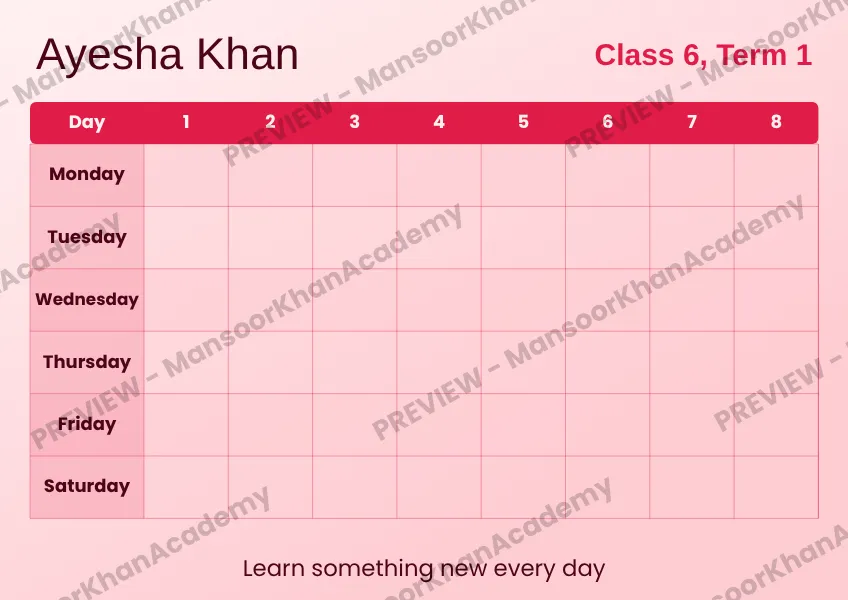 Ayesha Khan
Class 6, Term 1
Day 1 2 3 4 5 6 7 8
Monday
Tuesday
Wednesday
Thursday
Friday
Saturday
Learn something new every day
PREVIEW – MansoorKhanAcademy